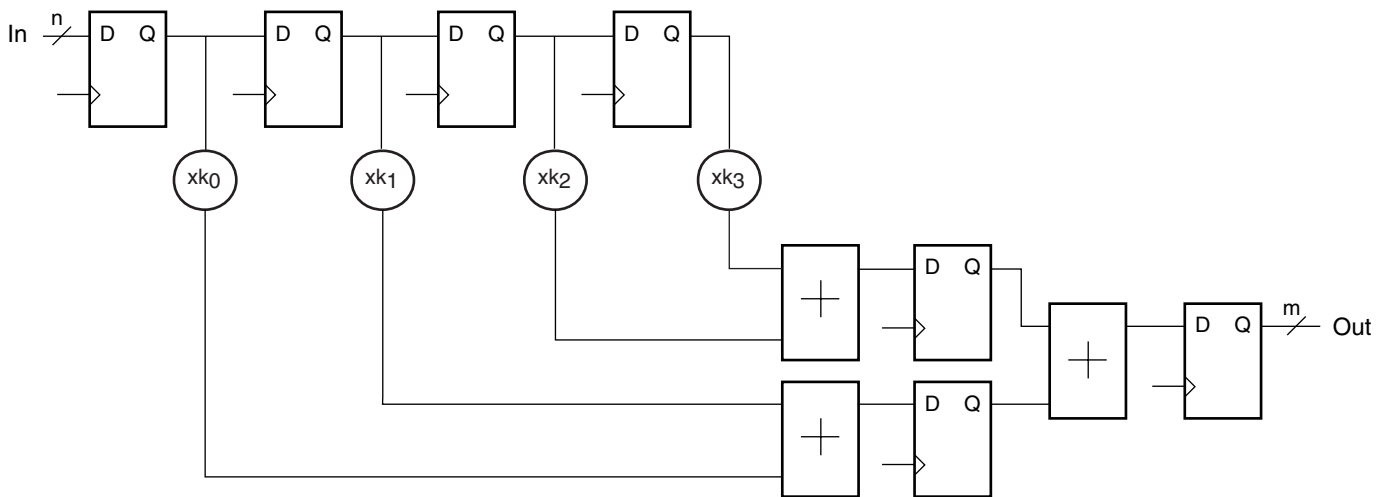 In n D Q D Q D Q D Q
xk0 xk1 xk2 xk3
D Q
+
D Q m Out
+
D Q
+